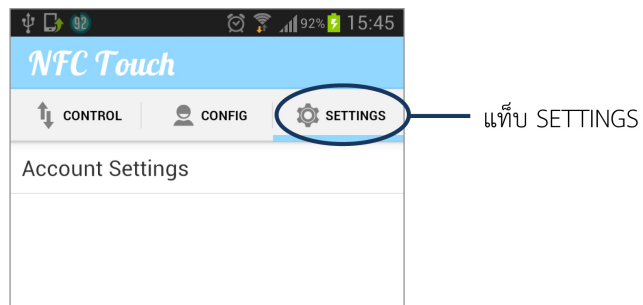 92 92% 15:45
NFC Touch
CONTROL CONFIG SETTINGS แท็บ SETTINGS
Account Settings